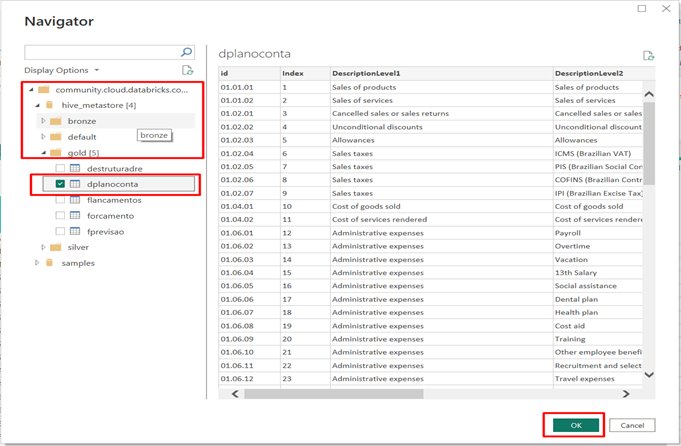 Navigator
Display Options
community.cloud.databricks.co...
hive_metastore [4]
bronze
default
bronze
gold [5]
destruturadre
dplanoconta
flancamentos
forcamento
fprevisao
silver
samples
dplanoconta
id Index DescriptionLevel1 DescriptionLevel2
01.01.01 1 Sales of products Sales of products
01.01.02 2 Sales of services Sales of services
01.02.01 3 Cancelled sales or sales returns Cancelled sales or sales
01.02.02 4 Unconditional discounts Unconditional discounts
01.02.03 5 Allowances Allowances
01.02.04 6 Sales taxes ICMS (Brazilian VAT)
01.02.05 7 Sales taxes PIS (Brazilian Social Con
01.02.06 8 Sales taxes COFINS (Brazilian Contr
01.02.07 9 Sales taxes IPI (Brazilian Excise Tax)
01.04.01 10 Cost of goods sold Cost of goods sold
01.04.02 11 Cost of services rendered Cost of services rendere
01.06.01 12 Administrative expenses Payroll
01.06.02 13 Administrative expenses Overtime
01.06.03 14 Administrative expenses Vacation
01.06.04 15 Administrative expenses 13th Salary
01.06.05 16 Administrative expenses Social assistance
01.06.06 17 Administrative expenses Dental plan
01.06.07 18 Administrative expenses Health plan
01.06.08 19 Administrative expenses Cost aid
01.06.09 20 Administrative expenses Training
01.06.10 21 Administrative expenses Other employee benefi
01.06.11 22 Administrative expenses Recruitment and select
01.06.12 23 Administrative expenses Travel expenses
OK Cancel